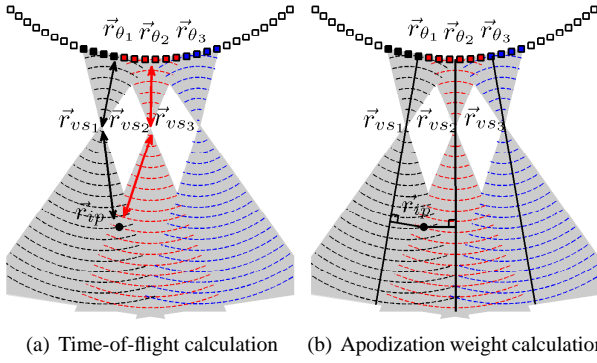 r⃗θ1 r⃗θ2 r⃗θ3 r⃗θ1 r⃗θ2 r⃗θ3
r⃗vs1 r⃗vs2 r⃗vs3 r⃗vs1 r⃗vs2 r⃗vs3
r⃗ip r⃗ip
(a) Time-of-flight calculation (b) Apodization weight calculation